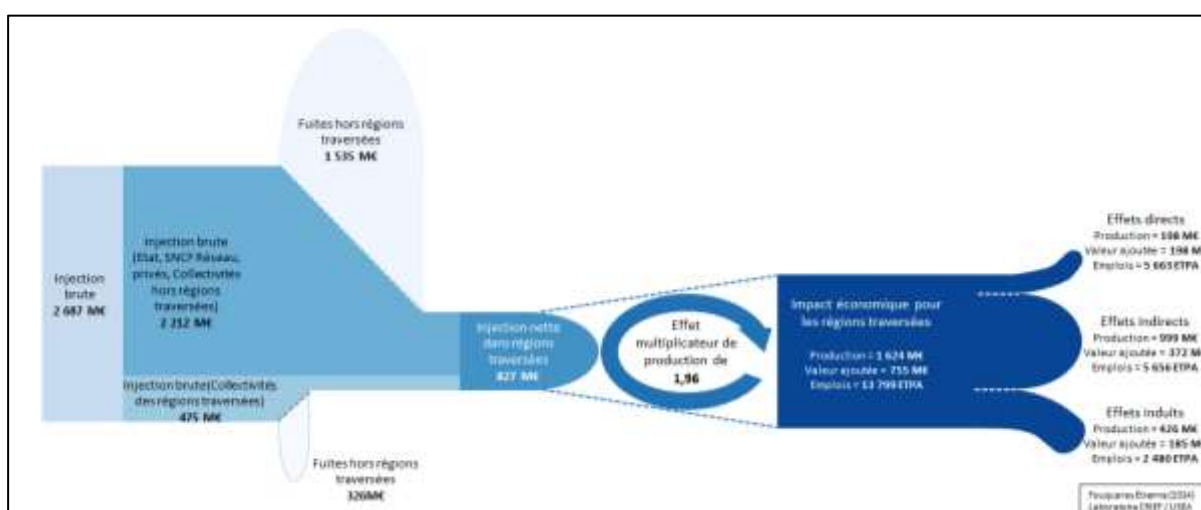 Fuites hors régions
traversées
1 535 M€
Injection
brute
2 687 M€
Injection brute
(Etat, SNCF Réseau,
privés, Collectivités
hors régions
traversées)
2 212 M€
Injection brute(Collectivités
des régions traversées)
475 M€
Fuites hors régions
traversées
326M€
Injection nette
dans régions
traversées
827 M€
Effet
multiplicateur de
production de
1,96
Impact économique pour
les régions traversées
Production = 1 624 M€
Valeur ajoutée = 755 M€
Emplois = 13 799 ETPA
Effets directs
Production = 198 M€
Valeur ajoutée = 198 M
Emplois = 5 663 ETPA
Effets indirects
Production = 999 M€
Valeur ajoutée = 372 M
Emplois = 5 656 ETPA
Effets induits
Production = 426 M€
Valeur ajoutée = 185 M
Emplois = 2 480 ETPA
Etienne (2014)
Laboratoire